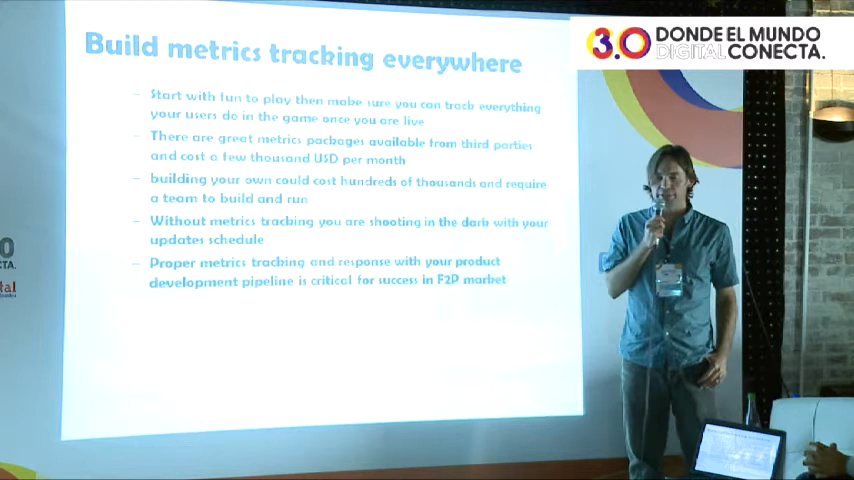 Build metrics tracking everywhere
– Start with fun to play then make sure you can track everything
your users do in the game once you are live
– There are great metrics packages available from third parties
and cost a few thousand USD per month
– building your own could cost hundreds of thousands and require
a team to build and run
– Without metrics tracking you are shooting in the dark with your
updates schedule
– Proper metrics tracking and response with your product
development pipeline is critical for success in F2P market
3.0 DONDE EL MUNDO
DIGITAL CONECTA.